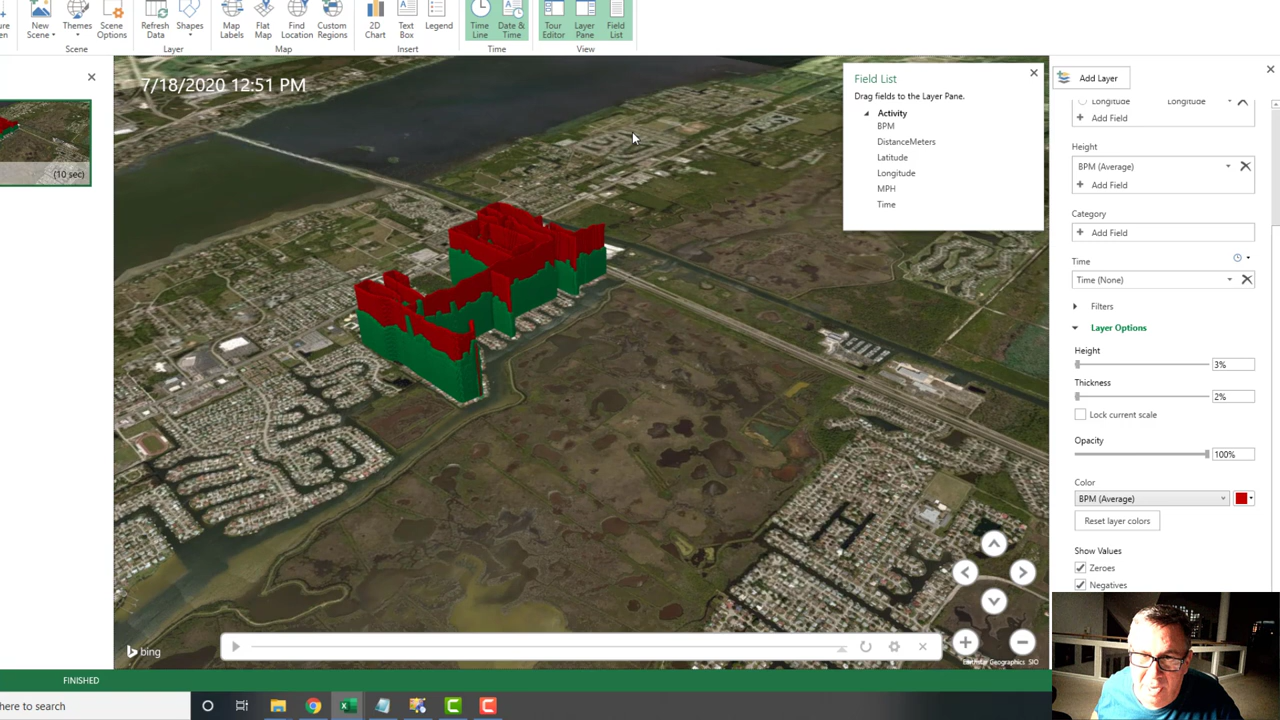 New Scene
Themes
Scene Options
Refresh Data
Shapes
Map Labels
Flat Map
Find Location
Custom Regions
2D Chart
Text Box
Legend
Time Line
Date & Time
Tour Editor
Layer Pane
Field List
Scene
Layer
Map
Insert
Time
View
7/18/2020 12:51 PM
(10 sec)
Field List
Drag fields to the Layer Pane.
Activity
BPM
DistanceMeters
Latitude
Longitude
MPH
Time
Add Layer
Longitude Longitude
Add Field
Height
BPM (Average)
Add Field
Category
Add Field
Time
Time (None)
Filters
Layer Options
Height
3%
Thickness
2%
Lock current scale
Opacity
100%
Color
BPM (Average)
Reset layer colors
Show Values
Zeroes
Negatives
bing
Earthstar Geographics SIO
FINISHED
here to search